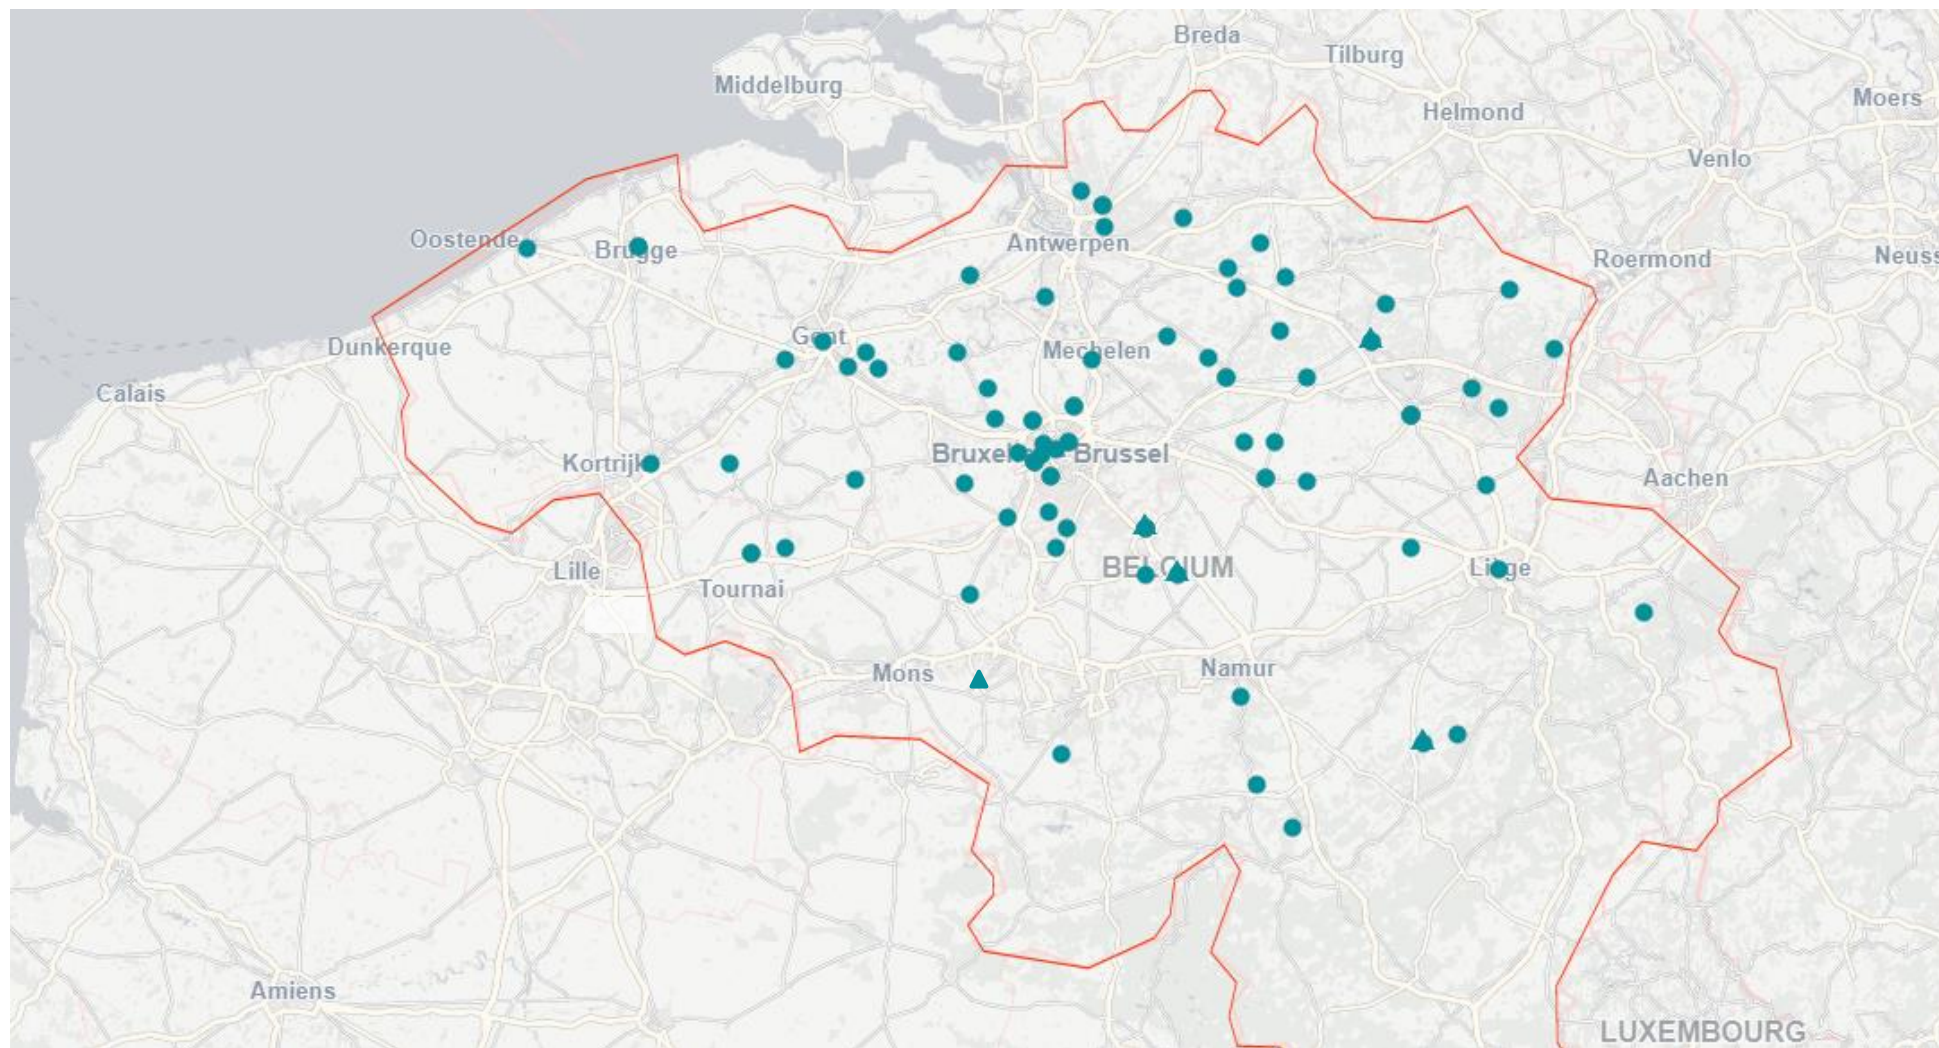 Breda
Tilburg
Middelburg
Moers
Helmond
Venlo
Oostende
Brugge
Antwerpen
Roermond
Neuss
Gent
Dunkerque
Mechelen
Calais
Kortrijk
Brussel
Aachen
Lille
BELGIUM
Liège
Tournai
Mons
Namur
Amiens
LUXEMBOURG